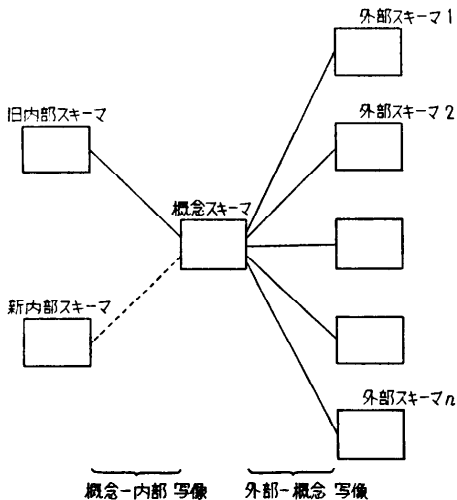 外部スキーマ1
外部スキーマ2
旧内部スキーマ
概念スキーマ
新内部スキーマ
外部スキーマn
概念−内部 写像
外部−概念 写像